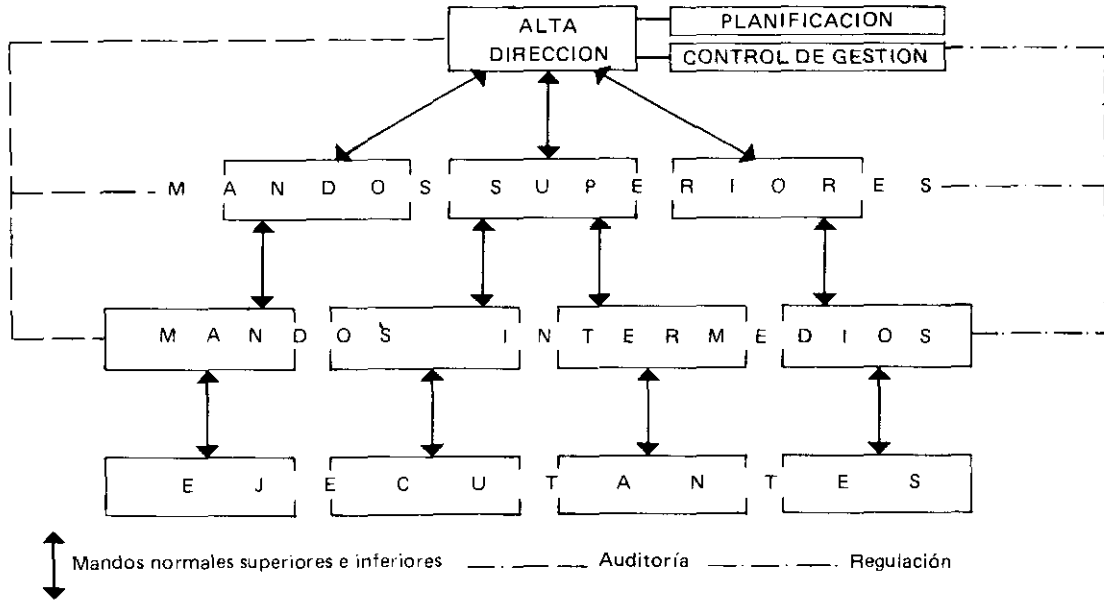 ALTA
DIRECCION
PLANIFICACION
CONTROL DE GESTION
M A N D O S S U P E R I O R E S
M A N D O S I N T E R M E D I O S
E J E C U T A N T E S
Mandos normales superiores e inferiores
Auditoría
Regulación